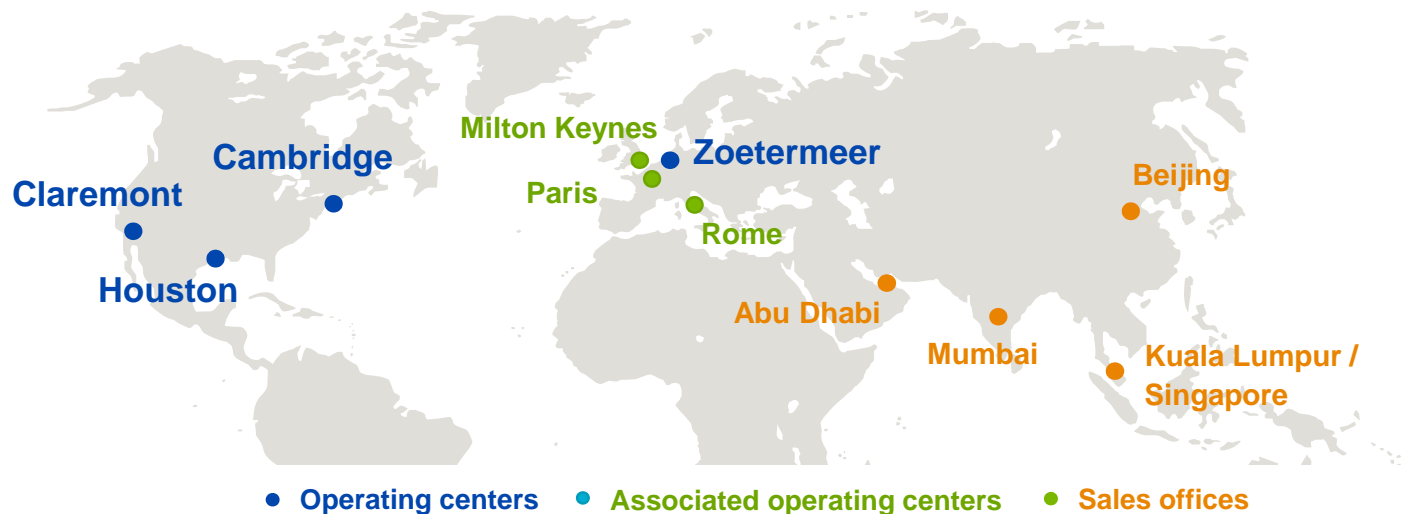 Milton Keynes
Cambridge
Zoetermeer
Claremont
Paris
Beijing
Rome
Houston
Abu Dhabi
Mumbai
Kuala Lumpur /
Singapore
Operating centers
Associated operating centers
Sales offices